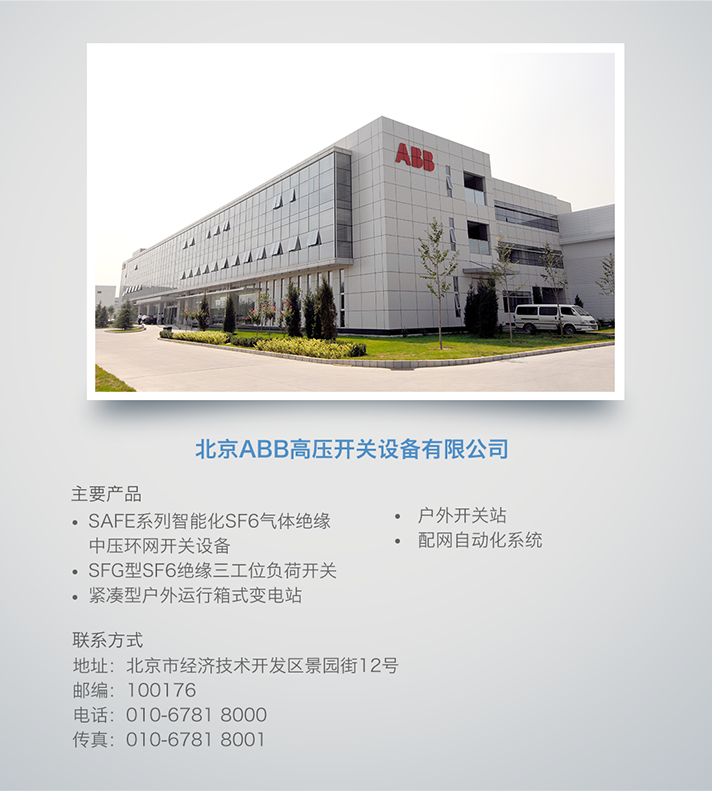 ABB
北京ABB高压开关设备有限公司
主要产品
• SAFE系列智能化SF6气体绝缘
中压环网开关设备
• SFG型SF6绝缘三工位负荷开关
• 紧凑型户外运行箱式变电站
• 户外开关站
• 配网自动化系统
联系方式
地址：北京市经济技术开发区景园街12号
邮编：100176
电话：010-6781 8000
传真：010-6781 8001